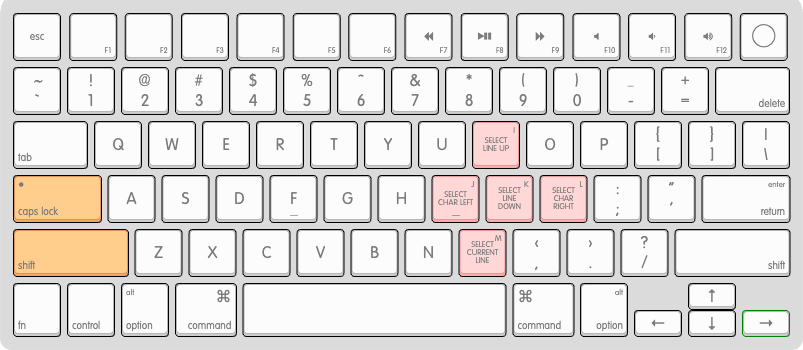 esc F1 F2 F3 F4 F5 F6 F7 F8 F9 F10 F11 F12
~ ! @ # $ % ˆ & * ( ) _ +
` 1 2 3 4 5 6 7 8 9 0 - = delete
tab Q W E R T Y U I O P { } |
SELECT
LINE UP
[ ] \
caps lock A S D F G H J K L : " enter
SELECT
CHAR LEFT
SELECT
LINE
DOWN
SELECT
CHAR
RIGHT
_ _ ; ' return
shift Z X C V B N M ‹ › ? shift
SELECT
CURRENT
LINE
, . /
alt ⌘ ⌘ alt
fn control option command command option ← ↑ ↓ →